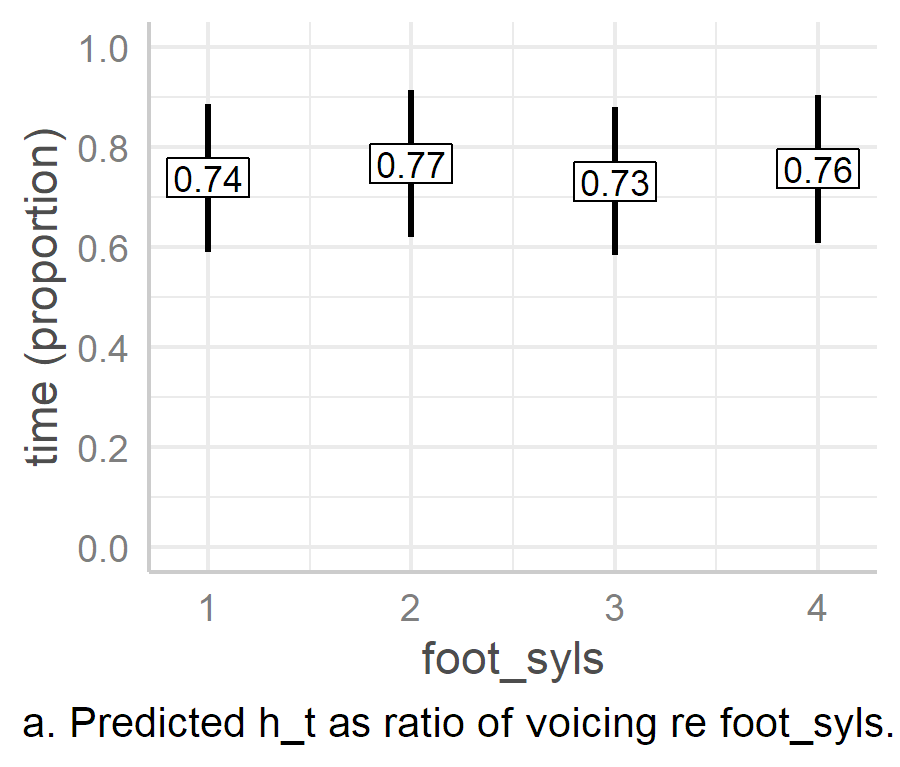 1.0
0.8
0.6
0.4
0.2
0.0
time (proportion)
0.74
0.77
0.73
0.76
1 2 3 4
foot_syls
a. Predicted h_t as ratio of voicing re foot_syls.